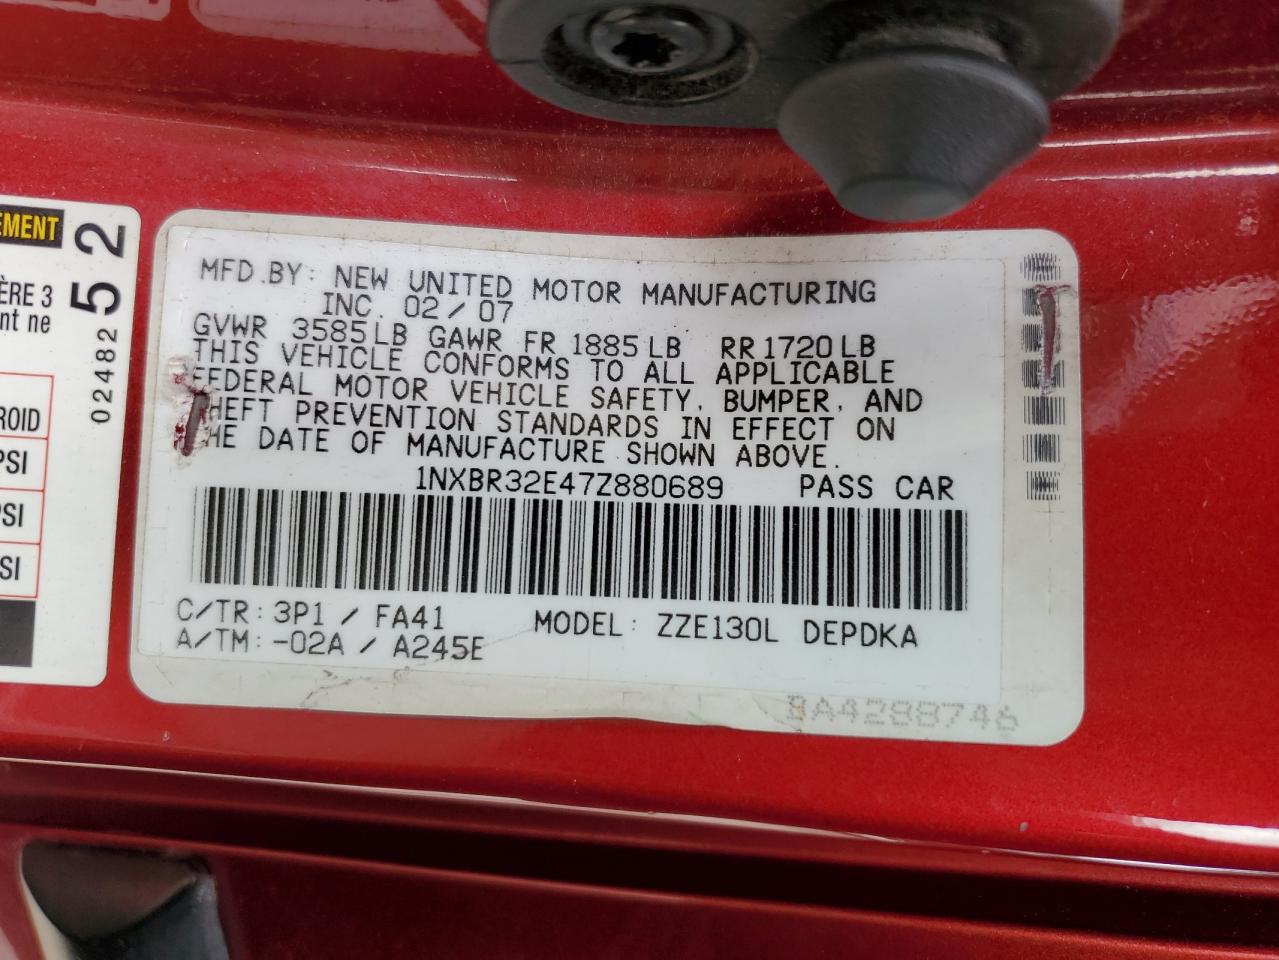 EMENT
ÈRE 3
nt ne
ROID
PSI
PSI
SI
52
02482
MFD.BY: NEW UNITED MOTOR MANUFACTURING
INC. 02/07
GVWR 3585LB GAWR FR 1885LB RR1720LB
THIS VEHICLE CONFORMS TO ALL APPLICABLE
FEDERAL MOTOR VEHICLE SAFETY, BUMPER, AND
THEFT PREVENTION STANDARDS IN EFFECT ON
THE DATE OF MANUFACTURE SHOWN ABOVE.
1NXBR32E47Z880689 PASS CAR
C/TR: 3P1 / FA41 MODEL: ZZE130L DEPDKA
A/TM: -02A / A245E
BA4288746